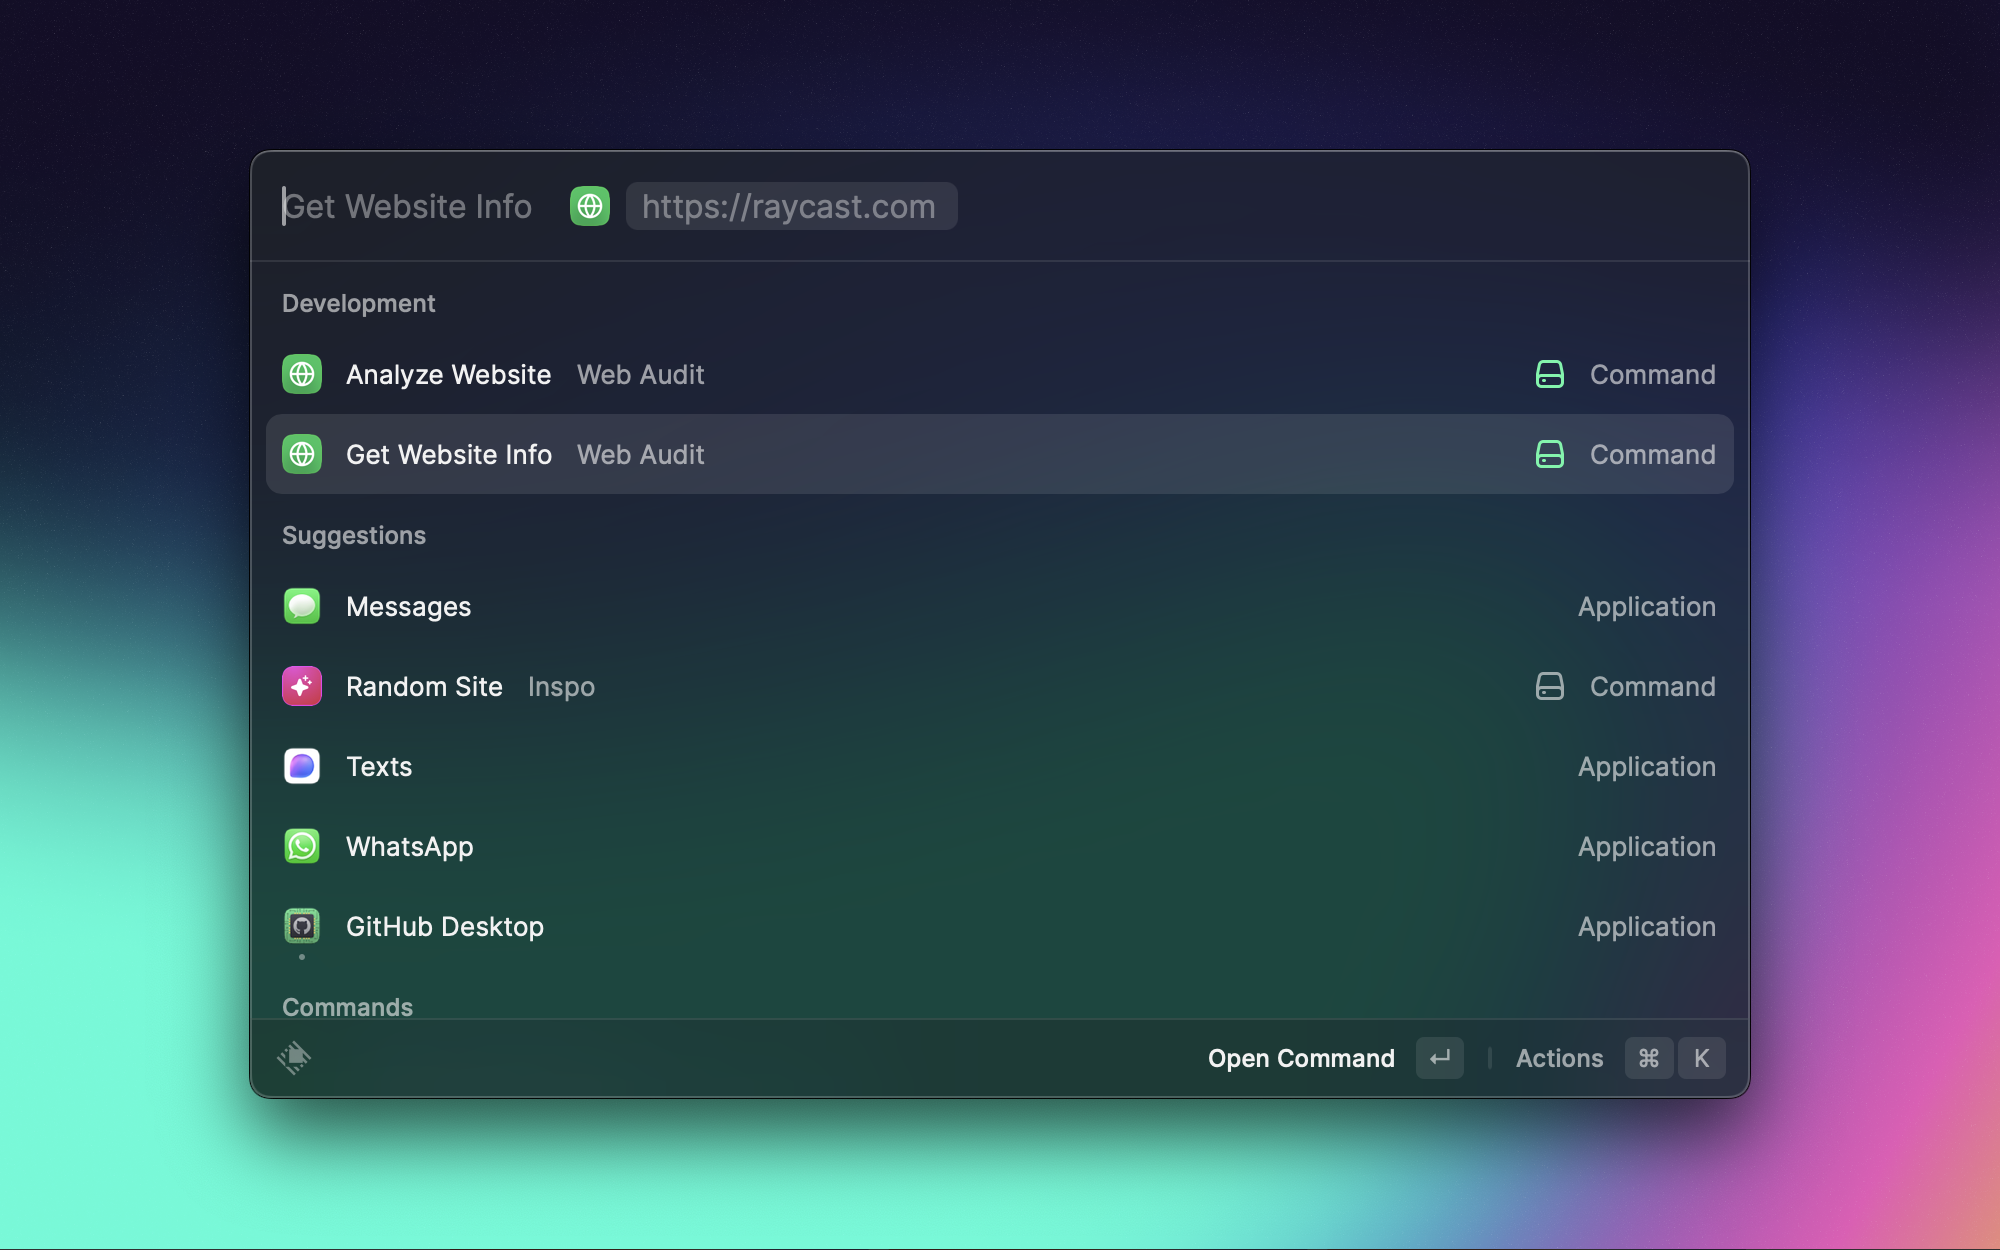 Get Website Info https://raycast.com
Development
Analyze Website Web Audit Command
Get Website Info Web Audit Command
Suggestions
Messages Application
Random Site Inspo Command
Texts Application
WhatsApp Application
GitHub Desktop Application
Commands
Open Command ↵ Actions ⌘ K